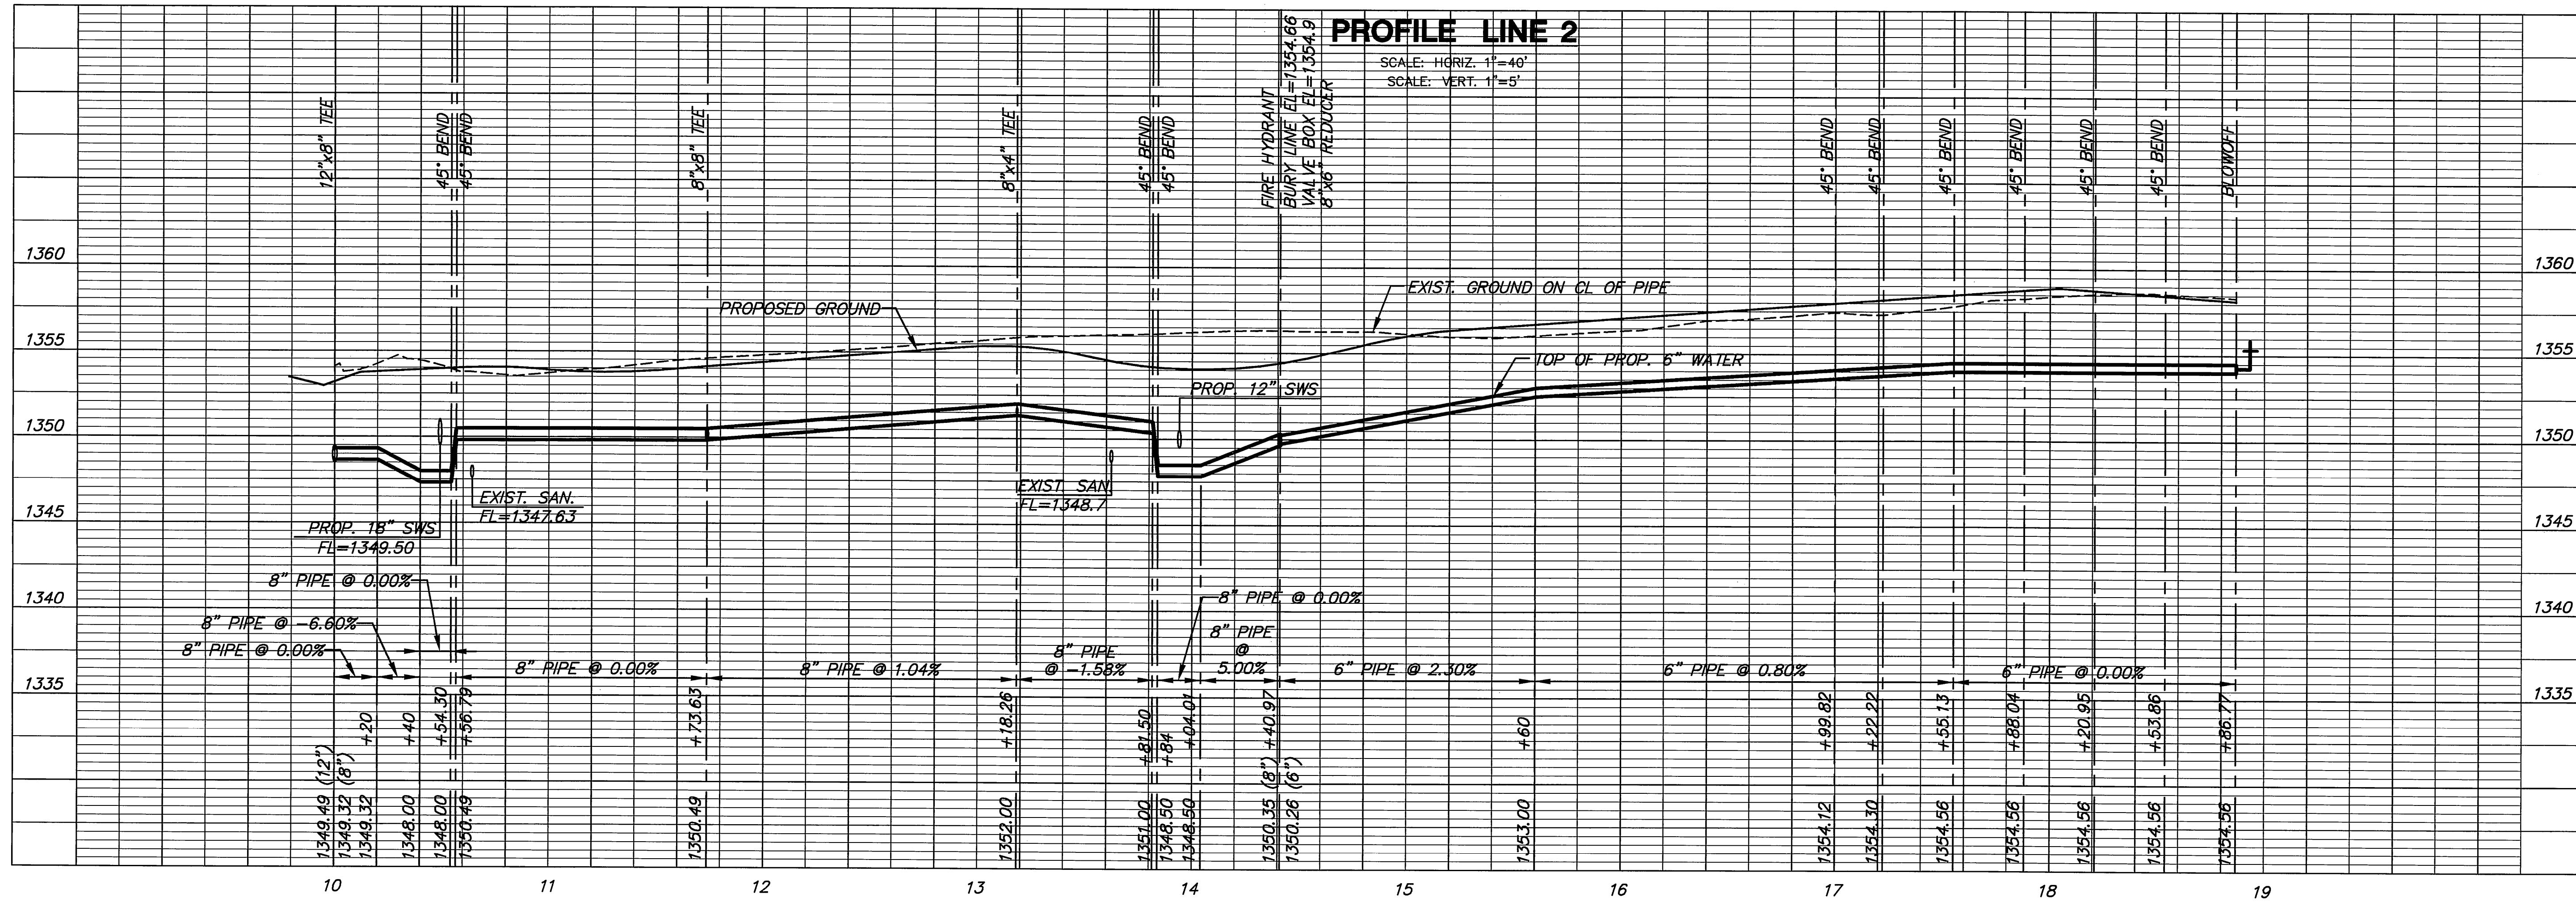 PROFILE LINE 2
SCALE: HORIZ. 1"=40'
SCALE: VERT. 1"=5'
12"x8" TEE
45° BEND
45° BEND
8"x8" TEE
8"x4" TEE
45° BEND
45° BEND
FIRE HYDRANT
BURY LINE EL=1354.66
VALVE BOX EL=1354.9
8"x6" REDUCER
45° BEND
45° BEND
45° BEND
45° BEND
45° BEND
45° BEND
BLOWOFF
1360
1360
EXIST. GROUND ON CL OF PIPE
PROPOSED GROUND
1355
1355
TOP OF PROP. 6" WATER
PROP. 12" SWS
1350
1350
EXIST. SAN.
FL=1347.63
EXIST. SAN.
FL=1348.7
PROP. 18" SWS
FL=1349.50
1345
1345
8" PIPE @ 0.00%
8" PIPE @ 0.00%
1340
1340
8" PIPE @ -6.60%
8" PIPE @ 0.00%
8" PIPE @ 0.00%
8" PIPE @ 1.04%
8" PIPE
@ -1.58%
8" PIPE
@
5.00%
6" PIPE @ 2.30%
6" PIPE @ 0.80%
6" PIPE @ 0.00%
1335
1335
+20
+40
+54.30
+56.79
+73.63
+18.26
+81.50
+84
+04.01
+40.97
+60
+99.82
+22.22
+55.13
+88.04
+20.95
+53.86
+86.77
1349.49 (12")
1349.32 (8")
1349.32
1348.00
1348.00
1350.49
1350.49
1352.00
1351.00
1348.50
1348.50
1350.35 (8")
1350.26 (6")
1353.00
1354.12
1354.30
1354.56
1354.56
1354.56
1354.56
1354.56
10
11
12
13
14
15
16
17
18
19